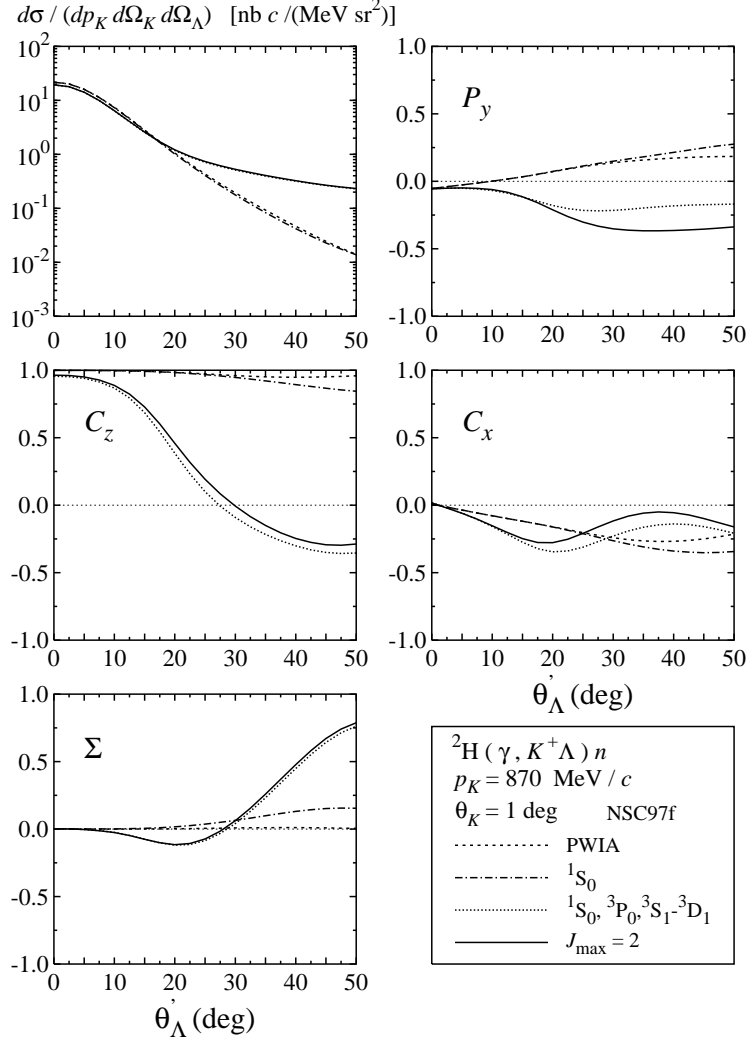 dσ / (dp_K dΩ_K dΩ_Λ) [nb c /(MeV sr²)]
10²
10¹
10⁰
10⁻¹
10⁻²
10⁻³
0 10 20 30 40 50
P_y
1.0
0.5
0.0
-0.5
-1.0
0 10 20 30 40 50
C_z
1.0
0.5
0.0
-0.5
-1.0
0 10 20 30 40 50
C_x
1.0
0.5
0.0
-0.5
-1.0
0 10 20 30 40 50
θ'_Λ (deg)
Σ
1.0
0.5
0.0
-0.5
-1.0
0 10 20 30 40 50
θ'_Λ (deg)
²H ( γ , K⁺Λ ) n
p_K = 870 MeV / c
θ_K = 1 deg NSC97f
PWIA
¹S₀
¹S₀, ³P₀, ³S₁-³D₁
J_max = 2